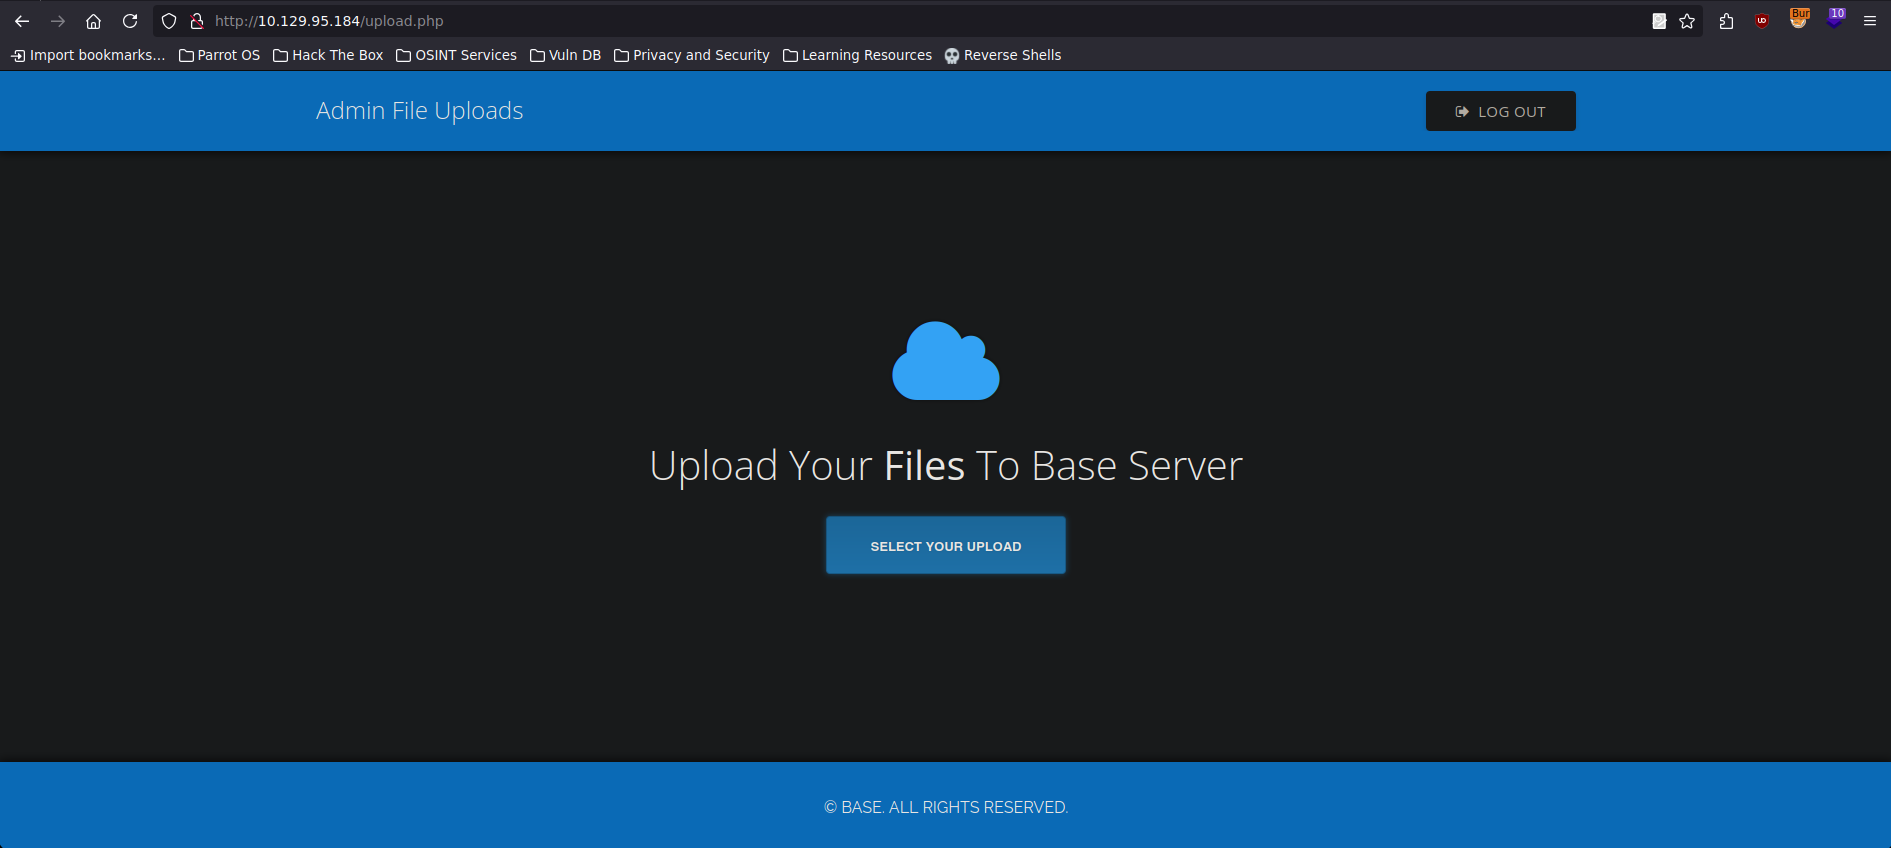 http://10.129.95.184/upload.php
Bur
10
Import bookmarks... Parrot OS Hack The Box OSINT Services Vuln DB Privacy and Security Learning Resources Reverse Shells
Admin File Uploads
LOG OUT
Upload Your Files To Base Server
SELECT YOUR UPLOAD
© BASE. ALL RIGHTS RESERVED.